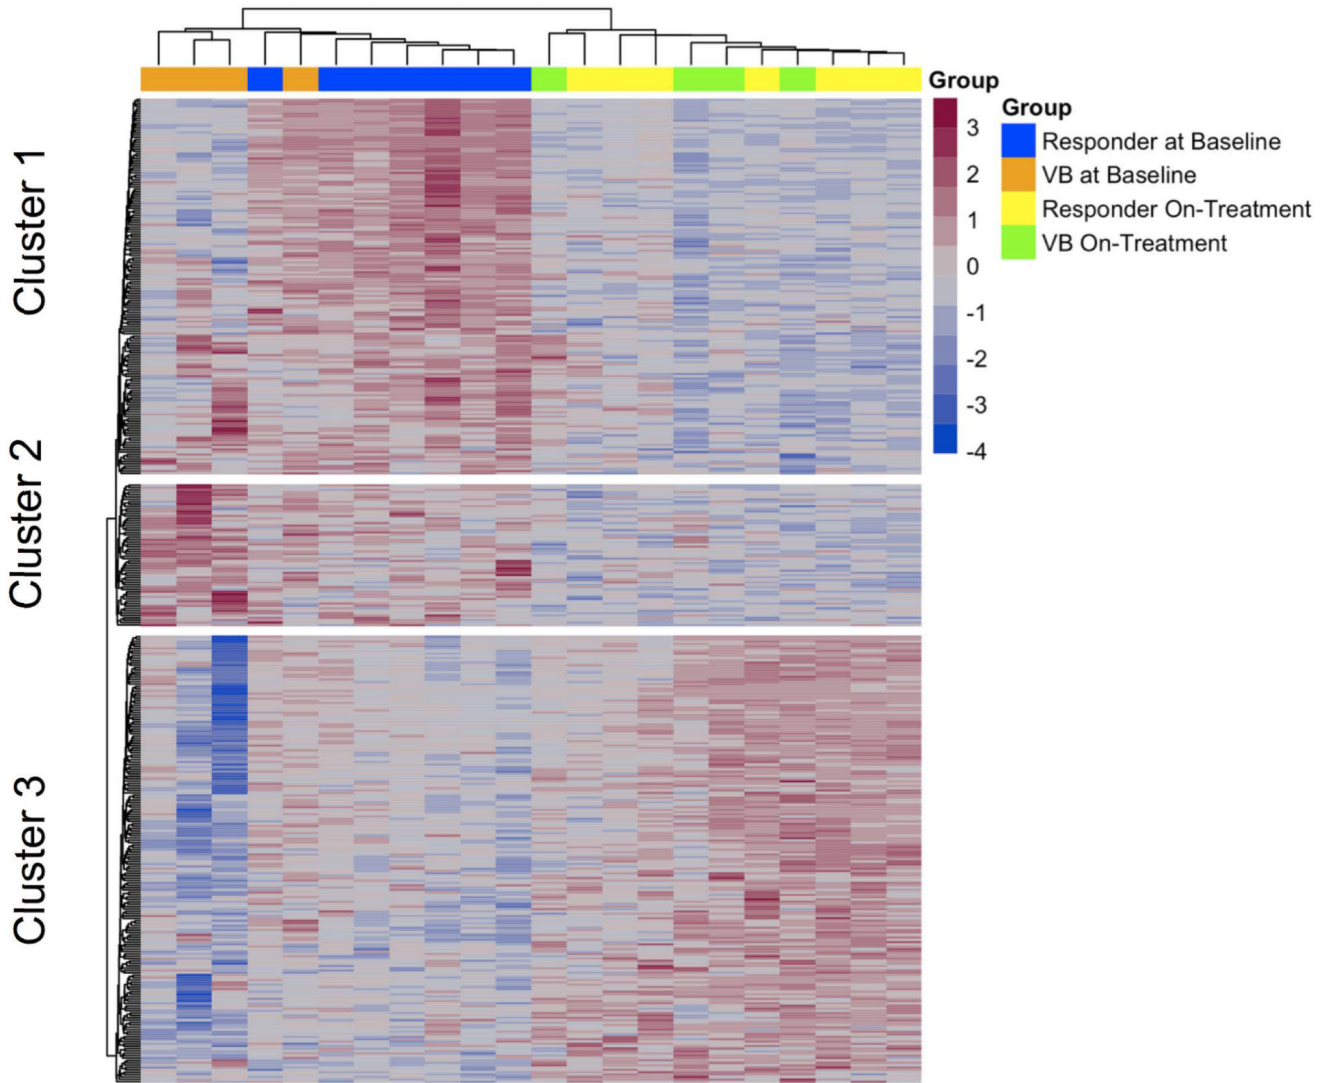 Group
Group
3
2
1
0
-1
-2
-3
-4
Responder at Baseline
VB at Baseline
Responder On-Treatment
VB On-Treatment
Cluster 1
Cluster 2
Cluster 3